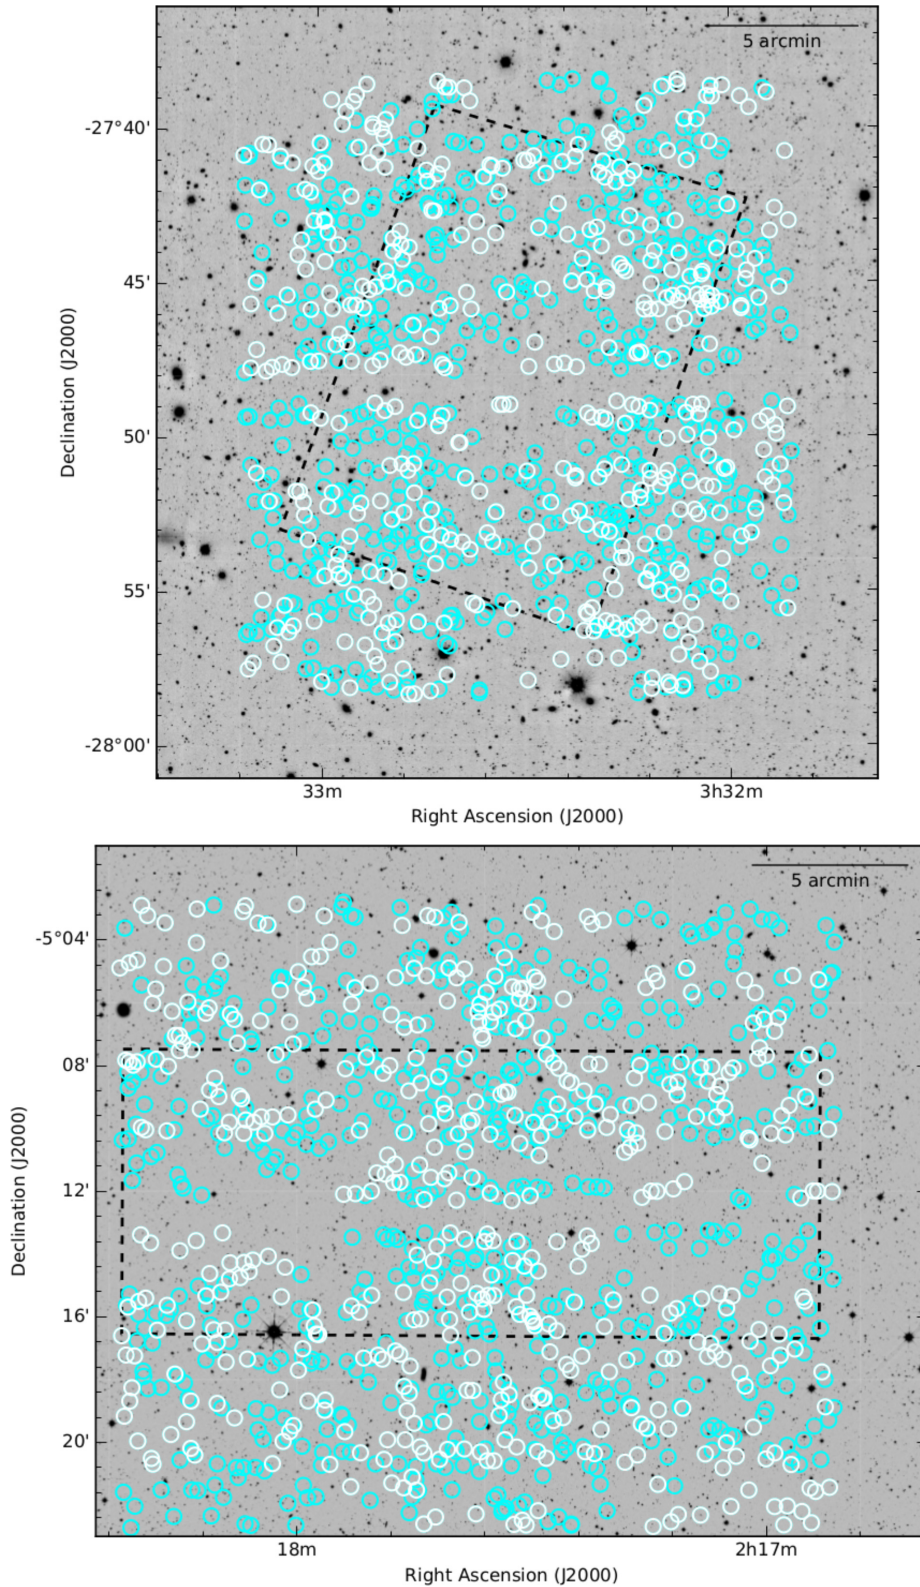 5 arcmin
-27°40'
45'
50'
55'
-28°00'
Declination (J2000)
33m
3h32m
Right Ascension (J2000)
5 arcmin
-5°04'
08'
12'
16'
20'
Declination (J2000)
18m
2h17m
Right Ascension (J2000)